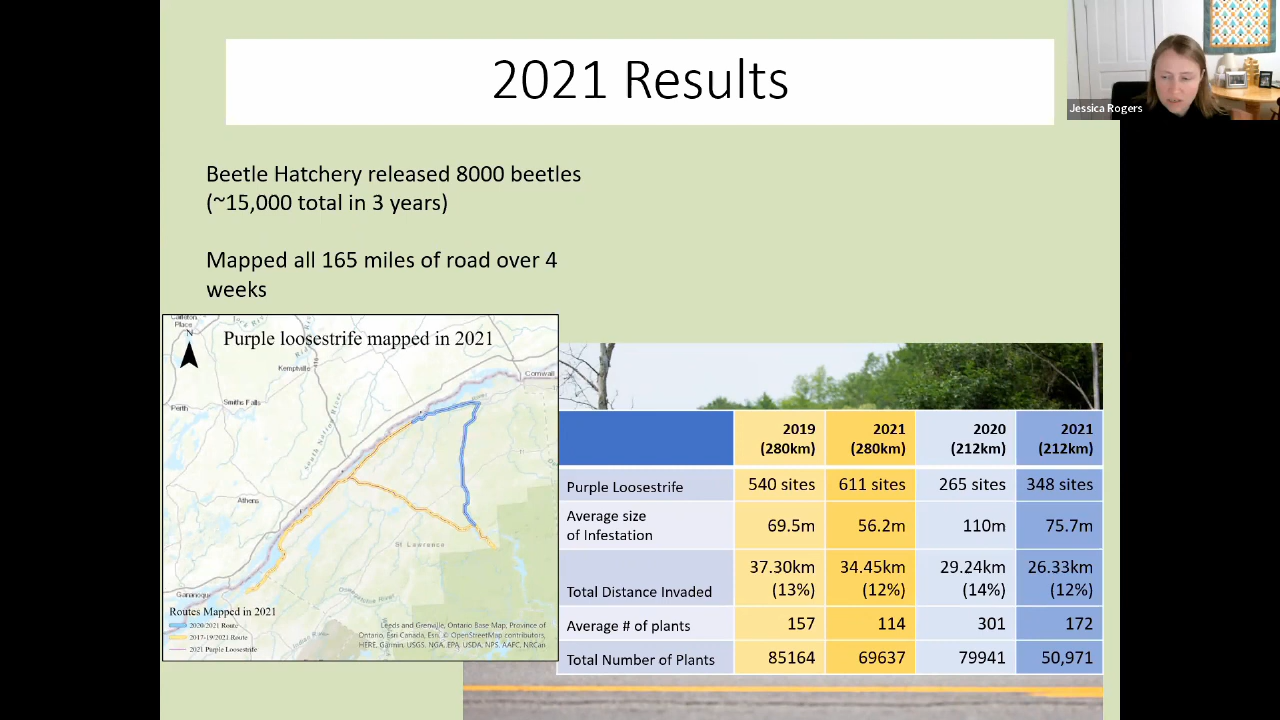 2021 Results
Jessica Rogers
Beetle Hatchery released 8000 beetles
(~15,000 total in 3 years)
Mapped all 165 miles of road over 4
weeks
Purple loosestrife mapped in 2021
N
Carleton
Place
Kemptville
Cornwall
Perth
Smiths Falls
South Nation River
Athens
St Lawrence
Gananoque
Routes Mapped in 2021
2020/2021 Route
2017-19/2021 Route
2021 Purple Loosestrife
Leeds and Grenville, Ontario Base Map, Province of
Ontario, Esri Canada, Esri, © OpenStreetMap contributors,
HERE, Garmin, USGS, NGA, EPA, USDA, NPS, AAFC, NRCan
2019 2021 2020 2021
(280km) (280km) (212km) (212km)
Purple Loosestrife 540 sites 611 sites 265 sites 348 sites
Average size
of Infestation 69.5m 56.2m 110m 75.7m
37.30km 34.45km 29.24km 26.33km
Total Distance Invaded (13%) (12%) (14%) (12%)
Average # of plants 157 114 301 172
Total Number of Plants 85164 69637 79941 50,971